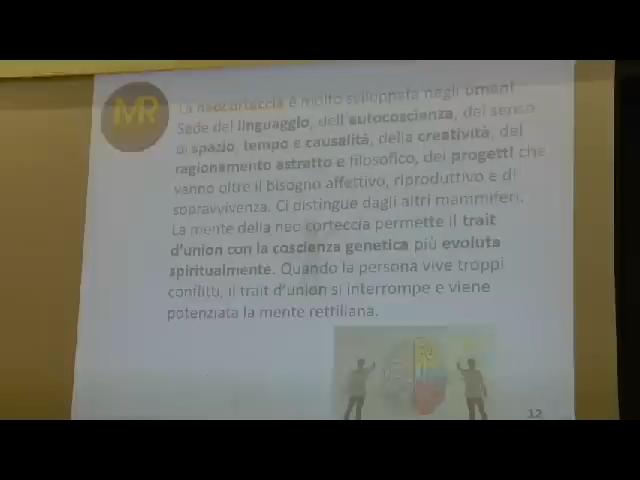 MR
La neocorteccia è molto sviluppata negli umani
Sede del linguaggio, dell'autocoscienza, del senso
di spazio, tempo e causalità, della creatività, del
ragionamento astratto e filosofico, dei progetti che
vanno oltre il bisogno affettivo, riproduttivo e di
sopravvivenza. Ci distingue dagli altri mammiferi.
La mente della neo corteccia permette il trait
d'union con la coscienza genetica più evoluta
spiritualmente. Quando la persona vive troppi
conflitti, il trait d'union si interrompe e viene
potenziata la mente rettiliana.
12